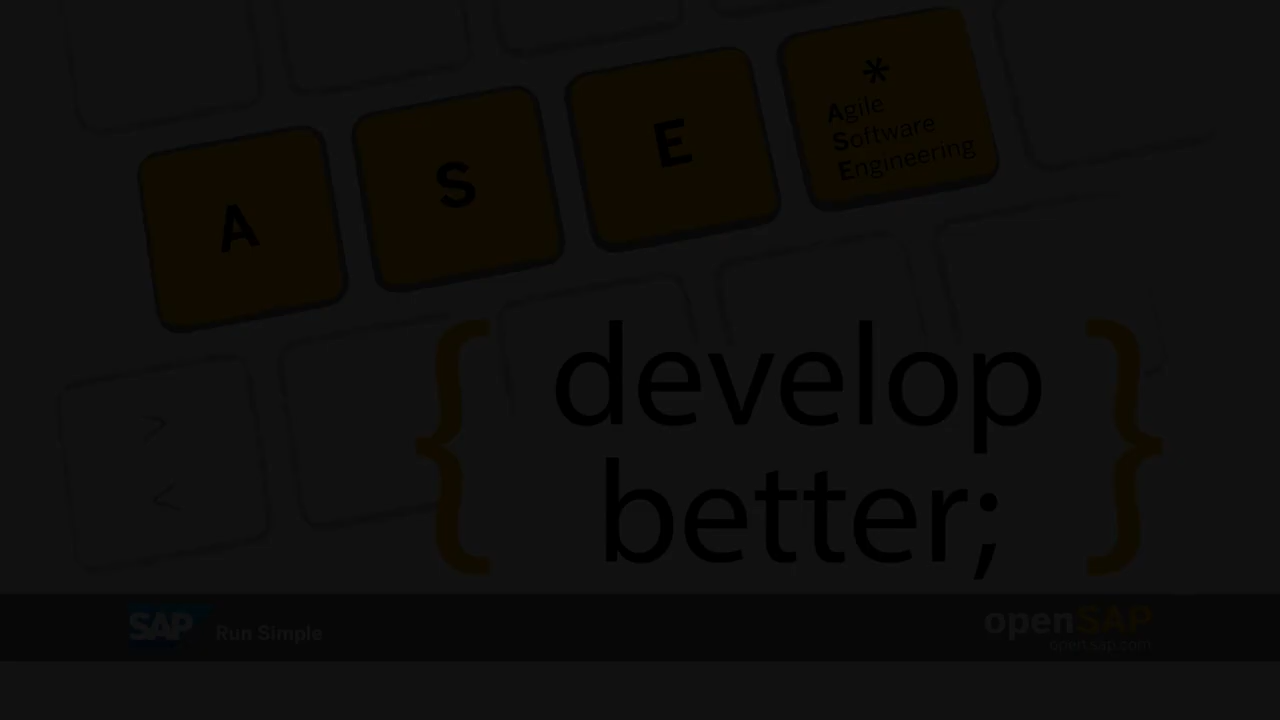 A
S
E
*
Agile
Software
Engineering
?
<
{ develop
better; }
SAP Run Simple
openSAP
open.sap.com